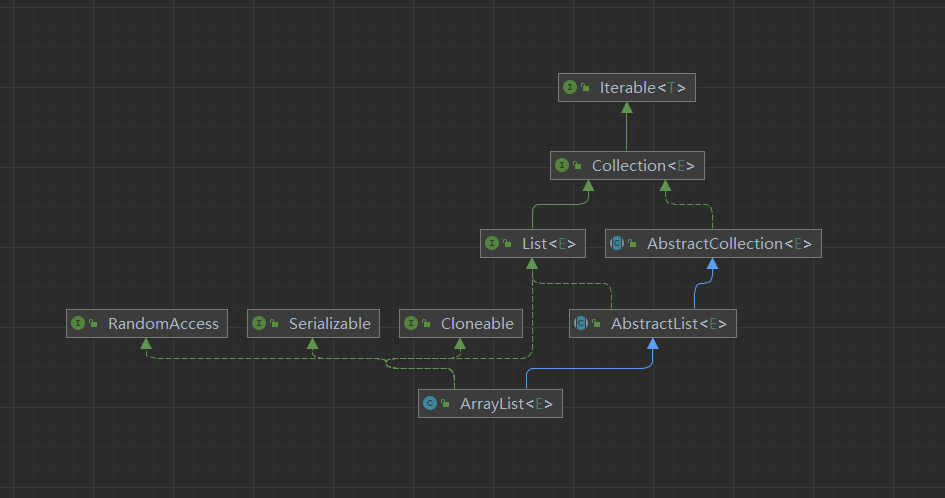 Iterable<T>
Collection<E>
List<E>
AbstractCollection<E>
RandomAccess
Serializable
Cloneable
AbstractList<E>
ArrayList<E>